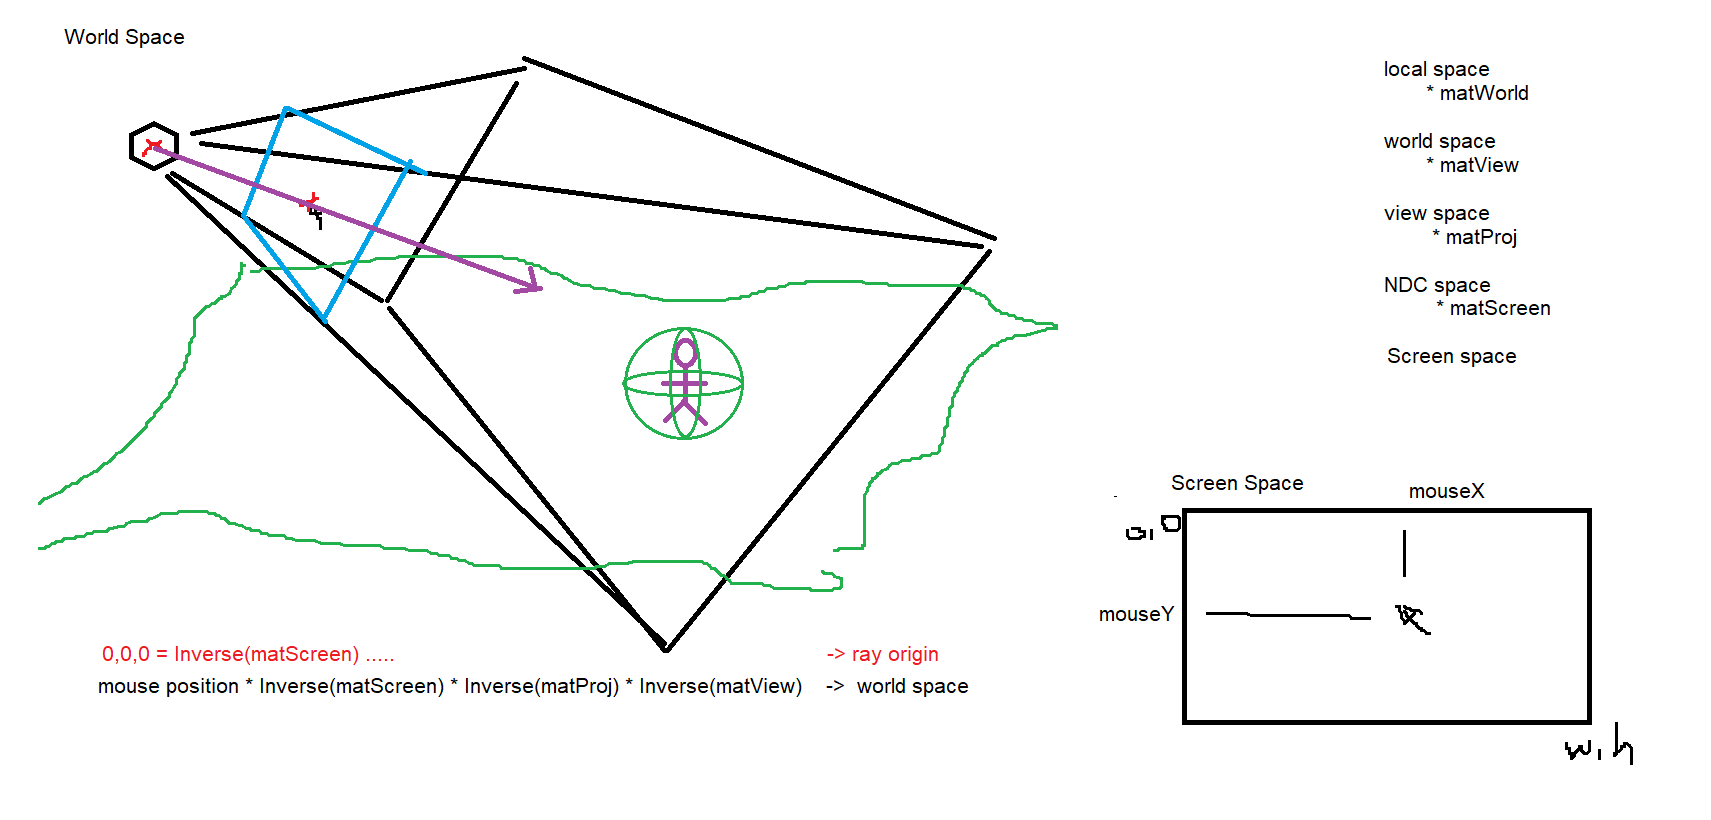 World Space
local space
* matWorld
world space
* matView
view space
* matProj
NDC space
* matScreen
Screen space
Screen Space
mouseX
0,0
mouseY
w,h
0,0,0 = Inverse(matScreen) ..... -> ray origin
mouse position * Inverse(matScreen) * Inverse(matProj) * Inverse(matView) -> world space